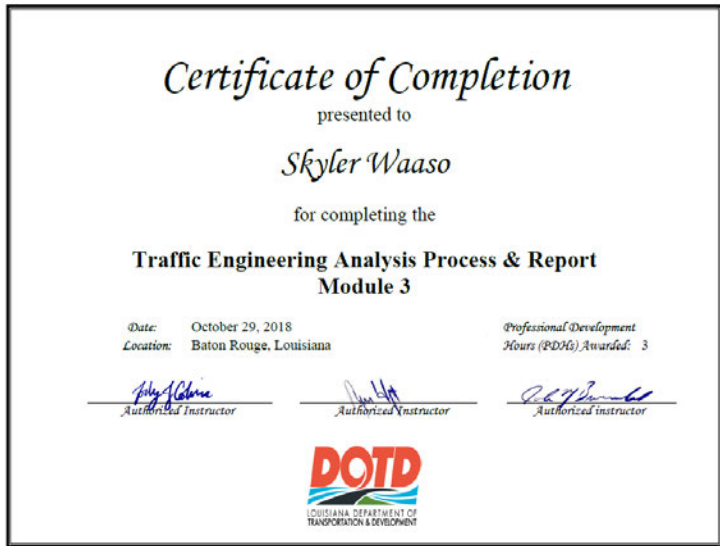 Certificate of Completion
presented to
Skyler Waaso
for completing the
Traffic Engineering Analysis Process & Report
Module 3
Date: October 29, 2018
Location: Baton Rouge, Louisiana
Professional Development
Hours (PDHs) Awarded: 3
Authorized Instructor
Authorized Instructor
Authorized instructor
DOTD
LOUISIANA DEPARTMENT OF
TRANSPORTATION & DEVELOPMENT